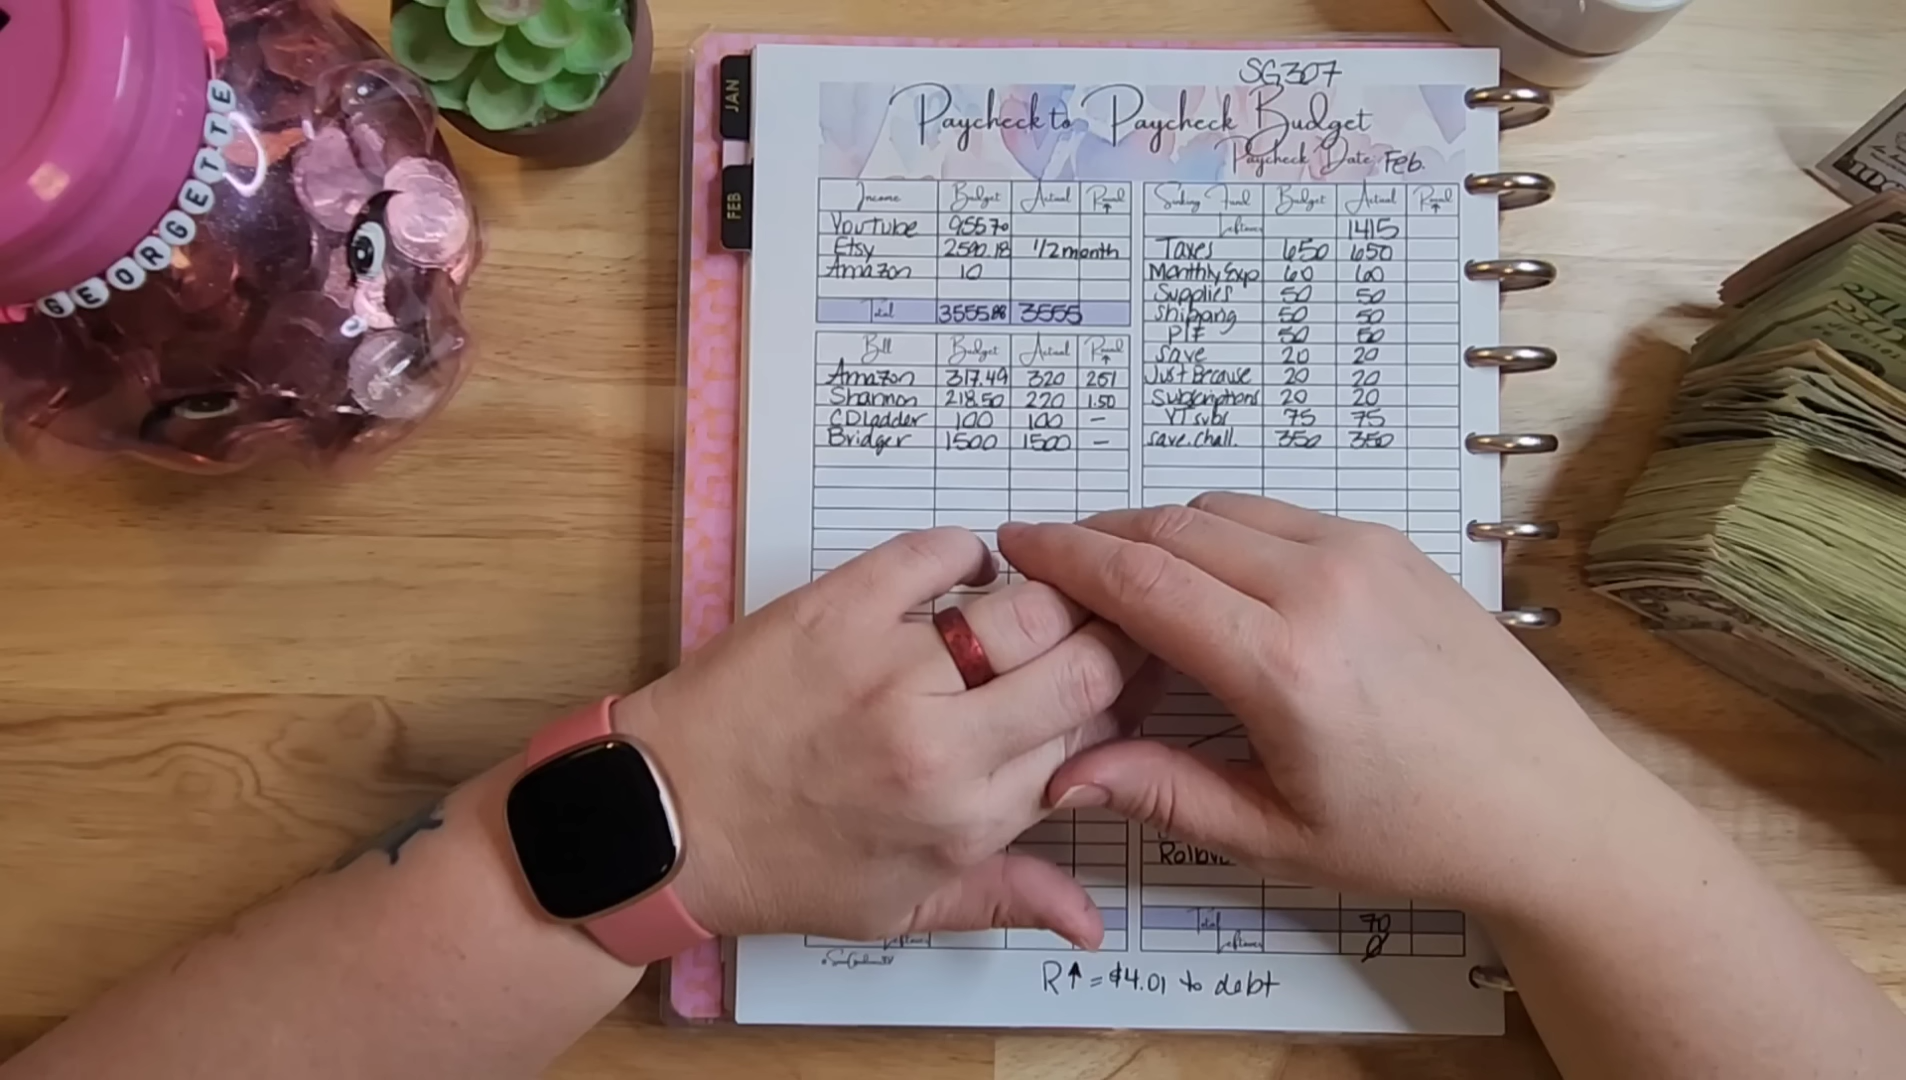 SG307
Paycheck to Paycheck Budget
Paycheck Date: Feb.
JAN
FEB
GEORGETTE
Income Budget Actual Round ↑
YouTube 955.70
Etsy 2590.18 1/2 month
Amazon 10
Total 3555.88 3555
Bill Budget Actual Round ↑
Amazon 317.49 320 2.51
Shannon 218.50 220 1.50
CD Ladder 100 100 –
Bridger 1500 1500 –
Leftover
Sinking Fund Budget Actual Round ↑
Leftover 1415
Taxes 650 650
Monthly Exp 60 60
Supplies 50 50
Shipping 50 50
PIF 50 50
Save 20 20
Just Because 20 20
Subscriptions 20 20
YT subs 75 75
save. chall. 350 350
Total 70
Leftover 0
R↑ = $4.01 to debt